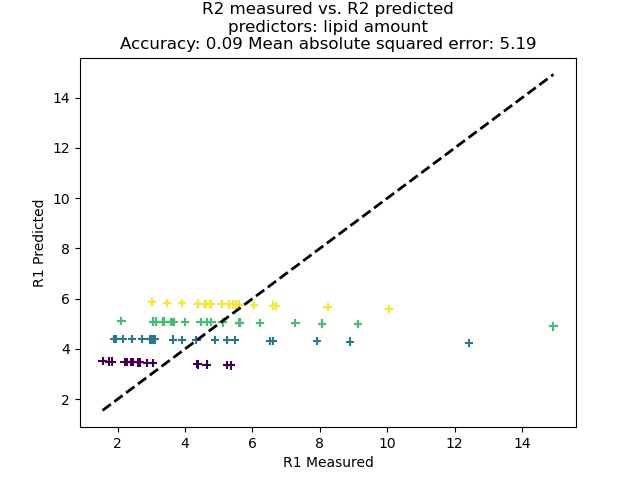 R2 measured vs. R2 predicted
predictors: lipid amount
Accuracy: 0.09 Mean absolute squared error: 5.19
14
12
10
8
6
4
2
R1 Predicted
2 4 6 8 10 12 14
R1 Measured